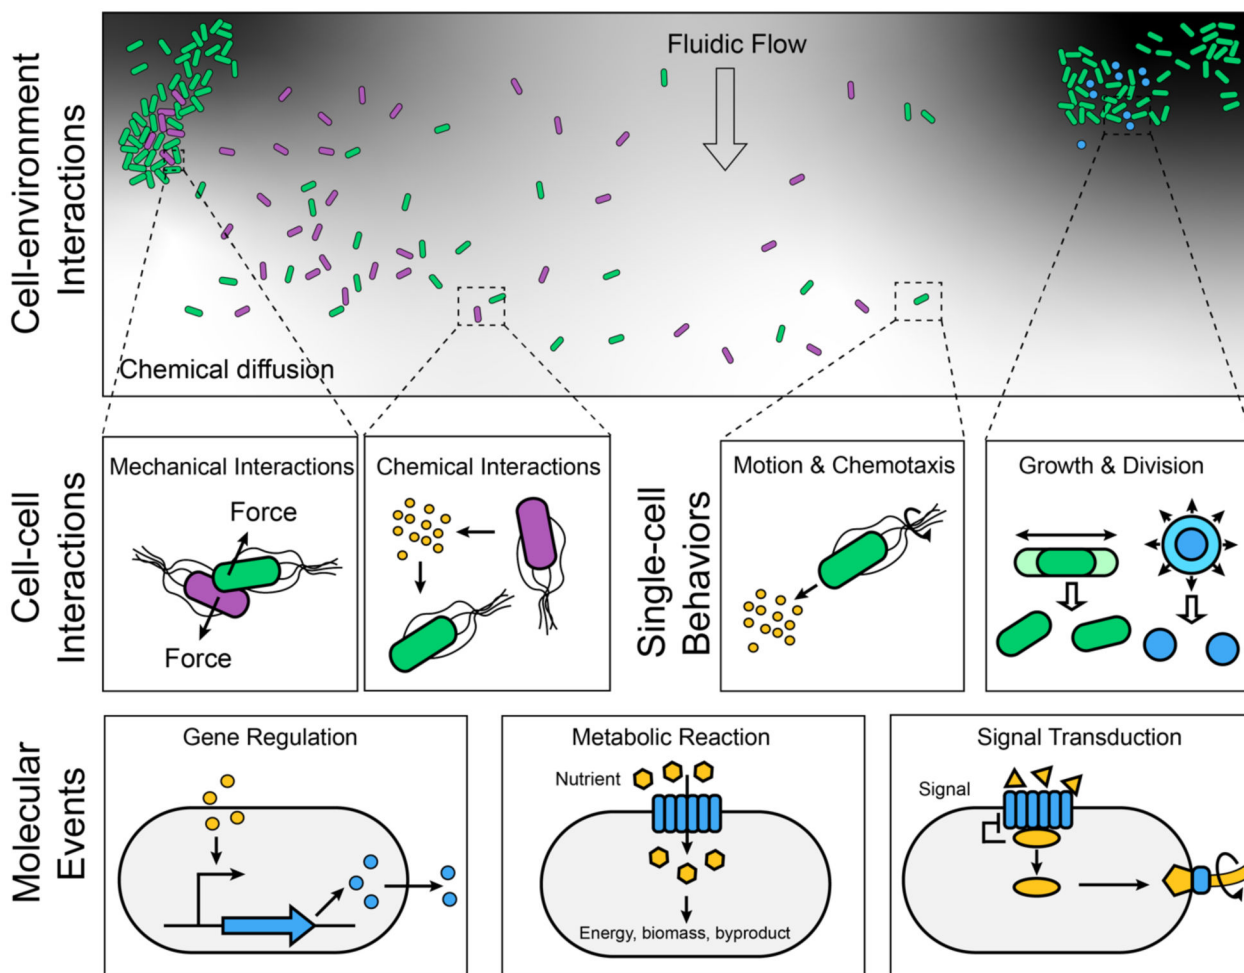 Cell-environment
Interactions
Fluidic Flow
Chemical diffusion
Cell-cell
Interactions
Mechanical Interactions
Force
Force
Chemical Interactions
Single-cell
Behaviors
Motion & Chemotaxis
Growth & Division
Molecular
Events
Gene Regulation
Metabolic Reaction
Nutrient
Energy, biomass, byproduct
Signal Transduction
Signal